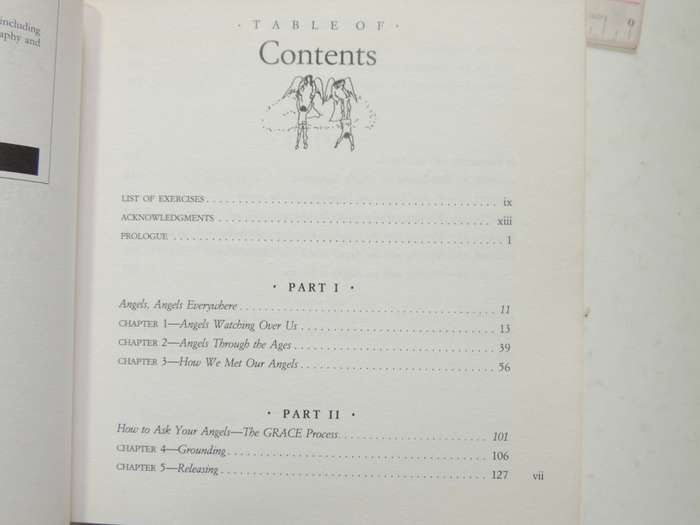 including
aphy and
· TABLE OF ·
Contents
LIST OF EXERCISES . . . . . . . . . . . . . . . . . . . . . . . . . . . . . . . . . . . . . . . . . . ix
ACKNOWLEDGMENTS . . . . . . . . . . . . . . . . . . . . . . . . . . . . . . . . . . . . . . . . xiii
PROLOGUE . . . . . . . . . . . . . . . . . . . . . . . . . . . . . . . . . . . . . . . . . . . . . . . . 1
· PART I ·
Angels, Angels Everywhere . . . . . . . . . . . . . . . . . . . . . . . . . . . . . . . . . . . . . 11
CHAPTER 1—Angels Watching Over Us . . . . . . . . . . . . . . . . . . . . . . . . . . . 13
CHAPTER 2—Angels Through the Ages . . . . . . . . . . . . . . . . . . . . . . . . . . . . 39
CHAPTER 3—How We Met Our Angels . . . . . . . . . . . . . . . . . . . . . . . . . . . 56
· PART II ·
How to Ask Your Angels—The GRACE Process . . . . . . . . . . . . . . . . . . . . . 101
CHAPTER 4—Grounding . . . . . . . . . . . . . . . . . . . . . . . . . . . . . . . . . . . . . . 106
CHAPTER 5—Releasing . . . . . . . . . . . . . . . . . . . . . . . . . . . . . . . . . . . . . . . 127
vii